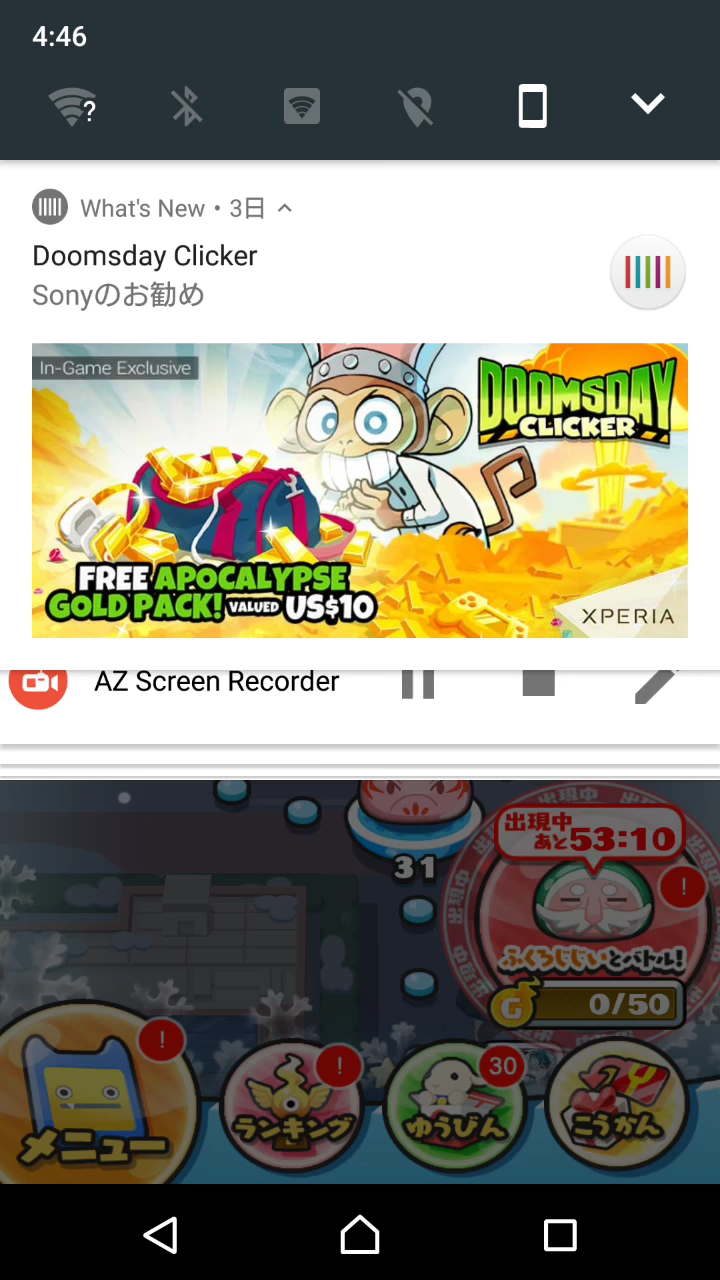 4:46
?
What's New • 3日
Doomsday Clicker
Sonyのお勧め
In-Game Exclusive
DOOMSDAY
CLICKER
FREE APOCALYPSE
GOLD PACK! VALUED US$10
XPERIA
AZ Screen Recorder
出現中
あと53:10
31
!
ふくろじじいとバトル!
G 0/50
! ! 30
メニュー ランキング ゆうびん こうかん